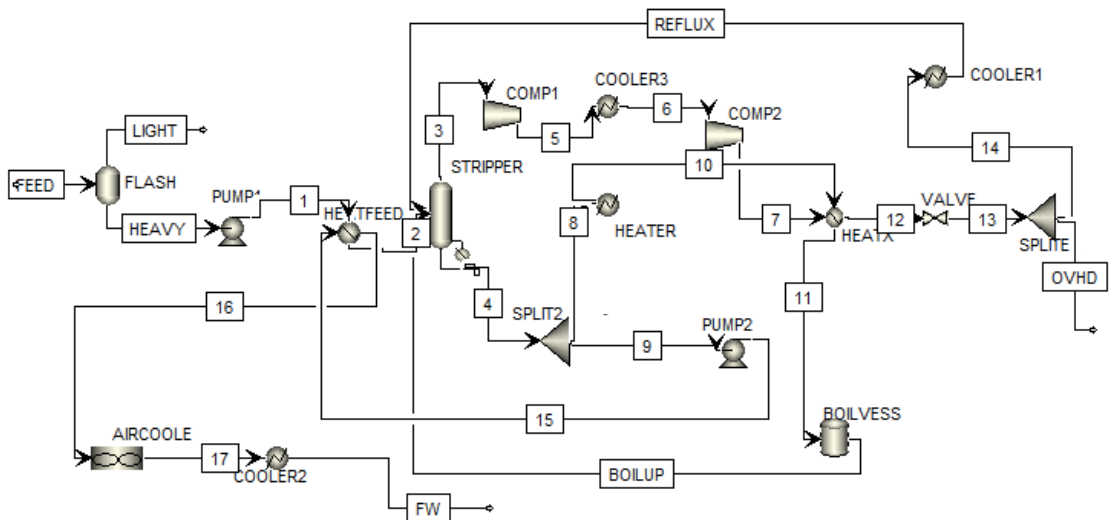 REFLUX
COOLER1
COOLER3
COMP1
6
COMP2
LIGHT
3
5
14
10
STRIPPER
FEED
FLASH
PUMP1
1
HEATFEED
8
VALVE
HEAVY
2
HEATER
7
12
13
HEATX
SPLITE
OVHD
16
4
11
SPLIT2
9
PUMP2
15
BOILVESS
AIRCOOLE
17
COOLER2
BOILUP
FW